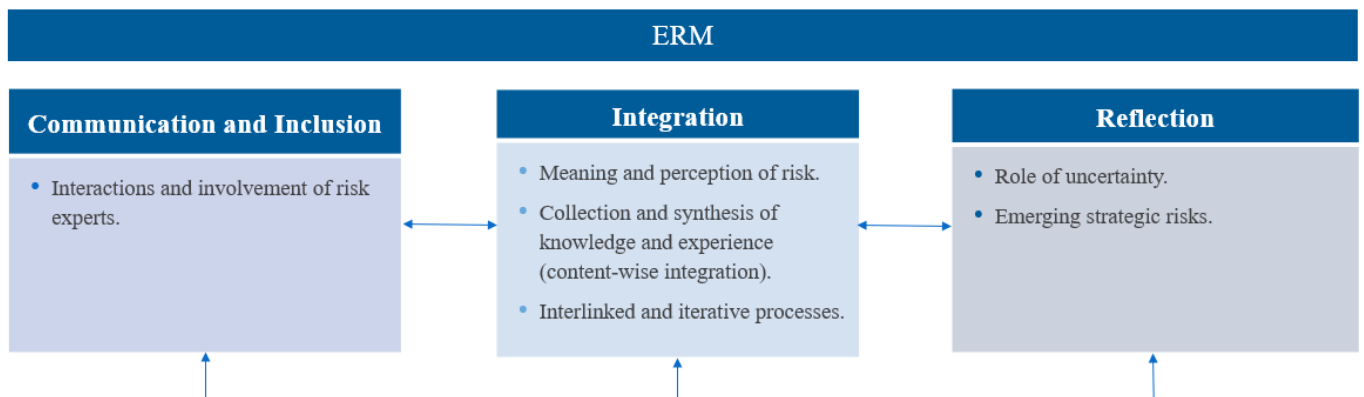 ERM
Communication and Inclusion
• Interactions and involvement of risk
experts.
Integration
• Meaning and perception of risk.
• Collection and synthesis of
knowledge and experience
(content-wise integration).
• Interlinked and iterative processes.
Reflection
• Role of uncertainty.
• Emerging strategic risks.